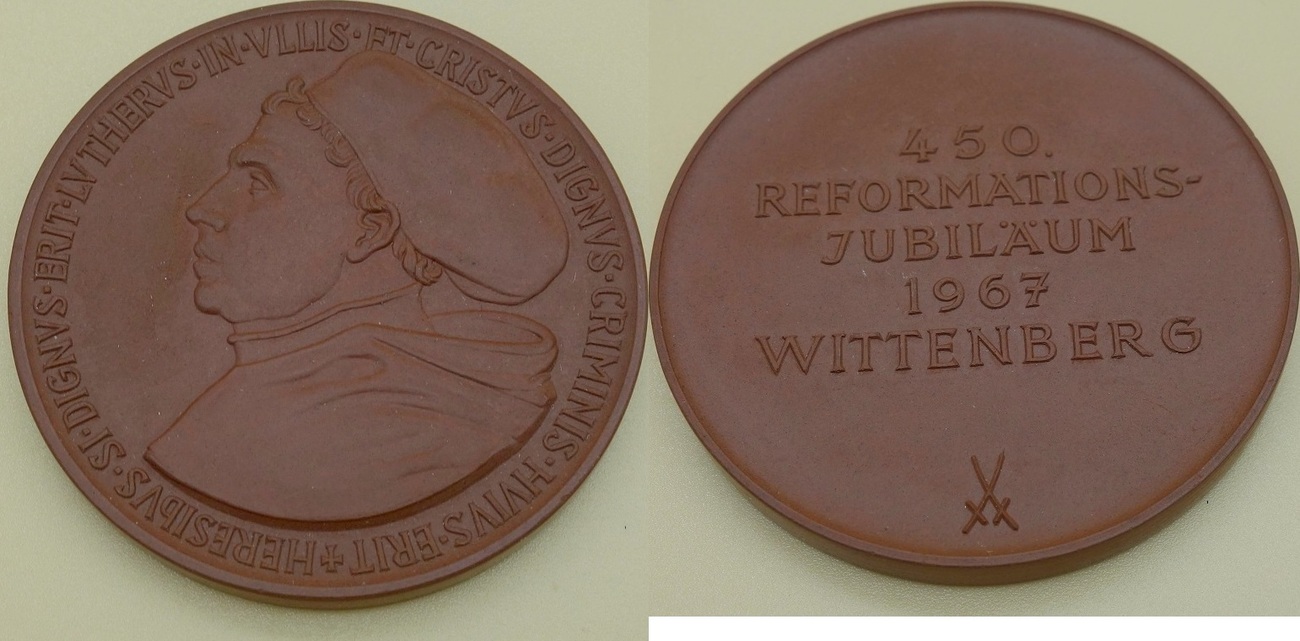 HERESIBVS·SI·DIGNVS·ERIT·LVTHERVS·IN·VLLIS·ET·CRISTVS·DIGNVS·CRIMINIS·HVIVS·ERIT✝
450.
REFORMATIONS-
JUBILÄUM
1967
WITTENBERG